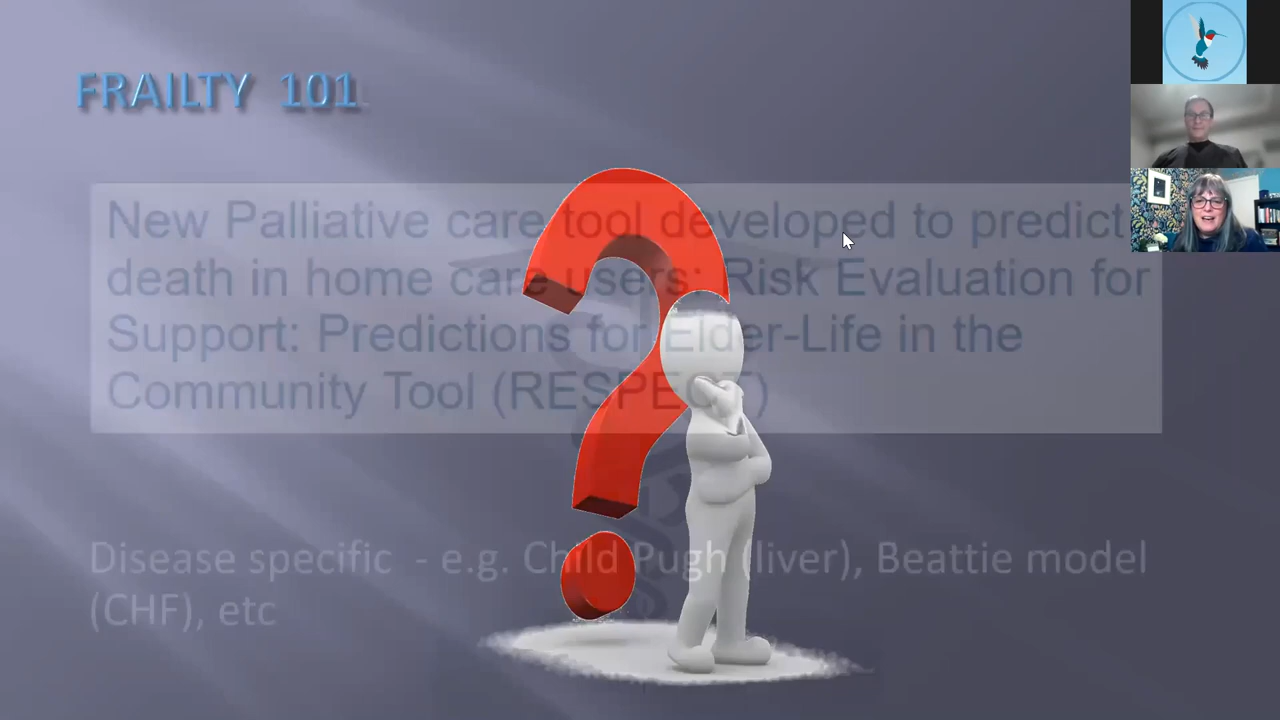 FRAILTY 101
New Palliative care tool developed to predict
death in home care users: Risk Evaluation for
Support: Predictions for Elder-Life in the
Community Tool (RESPECT)
Disease specific - e.g. Child Pugh (liver), Beattie model
(CHF), etc